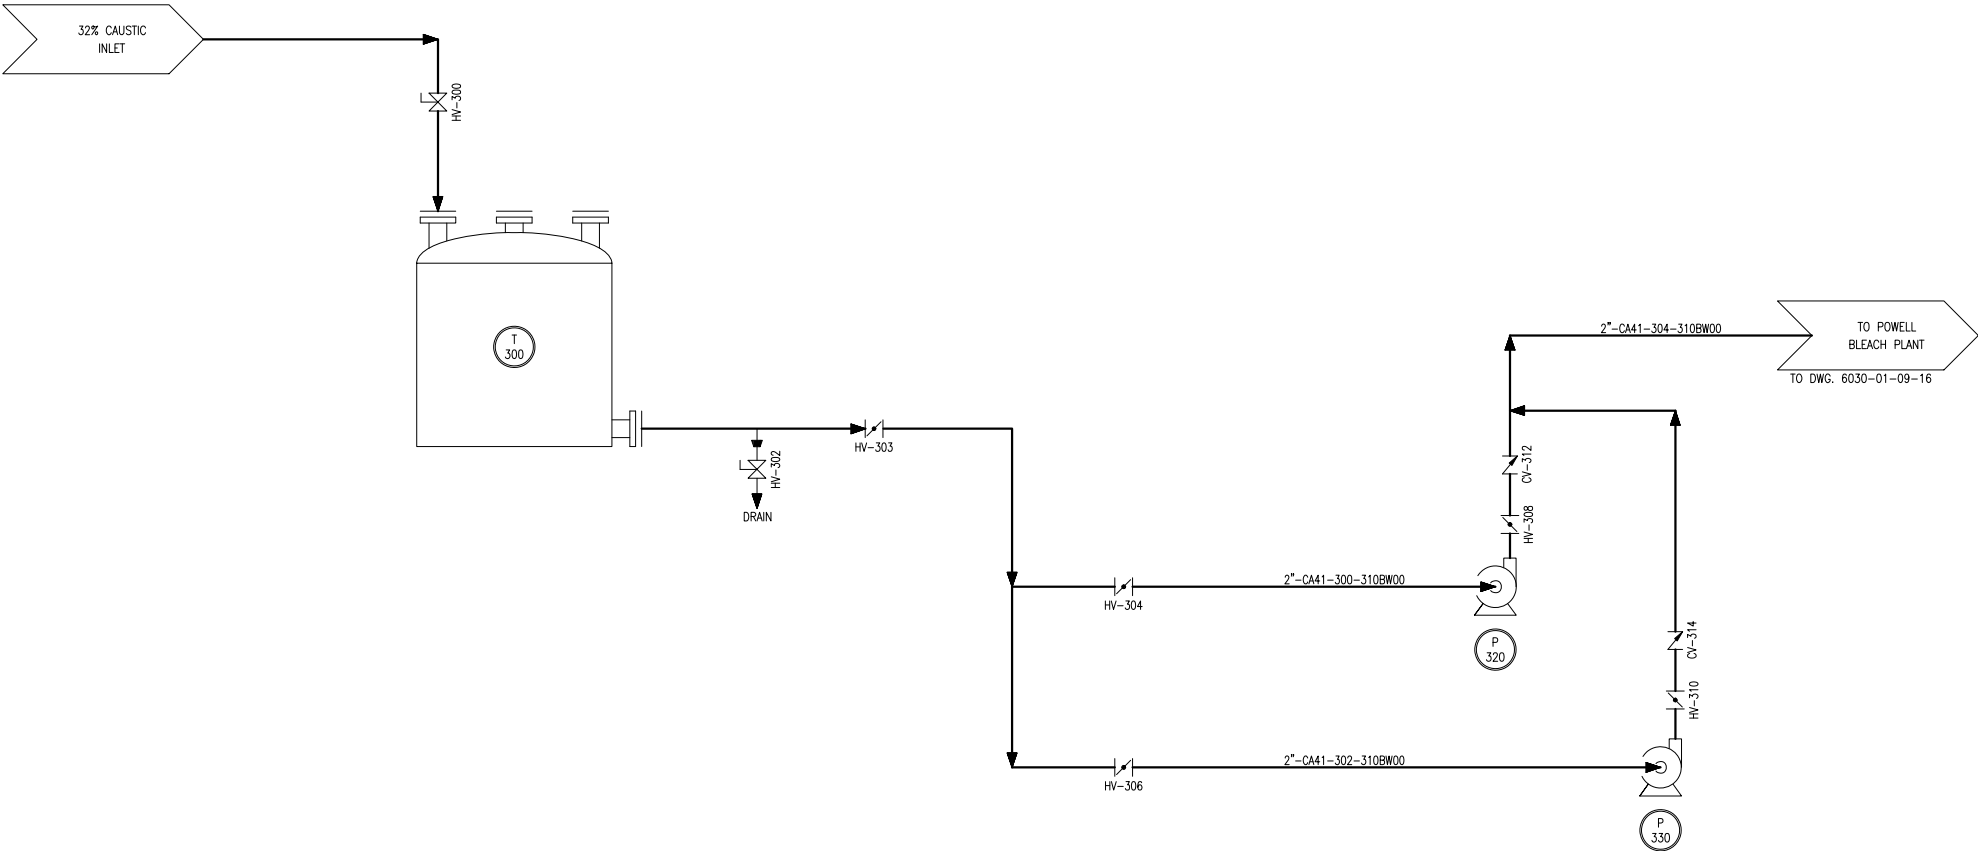 32% CAUSTIC
INLET
HV-300
T
300
2"-CA41-304-310BW00
TO POWELL
BLEACH PLANT
TO DWG. 6030-01-09-16
HV-303
HV-302
DRAIN
CV-312
HV-308
2"-CA41-300-310BW00
HV-304
P
320
CV-314
HV-310
2"-CA41-302-310BW00
HV-306
P
330